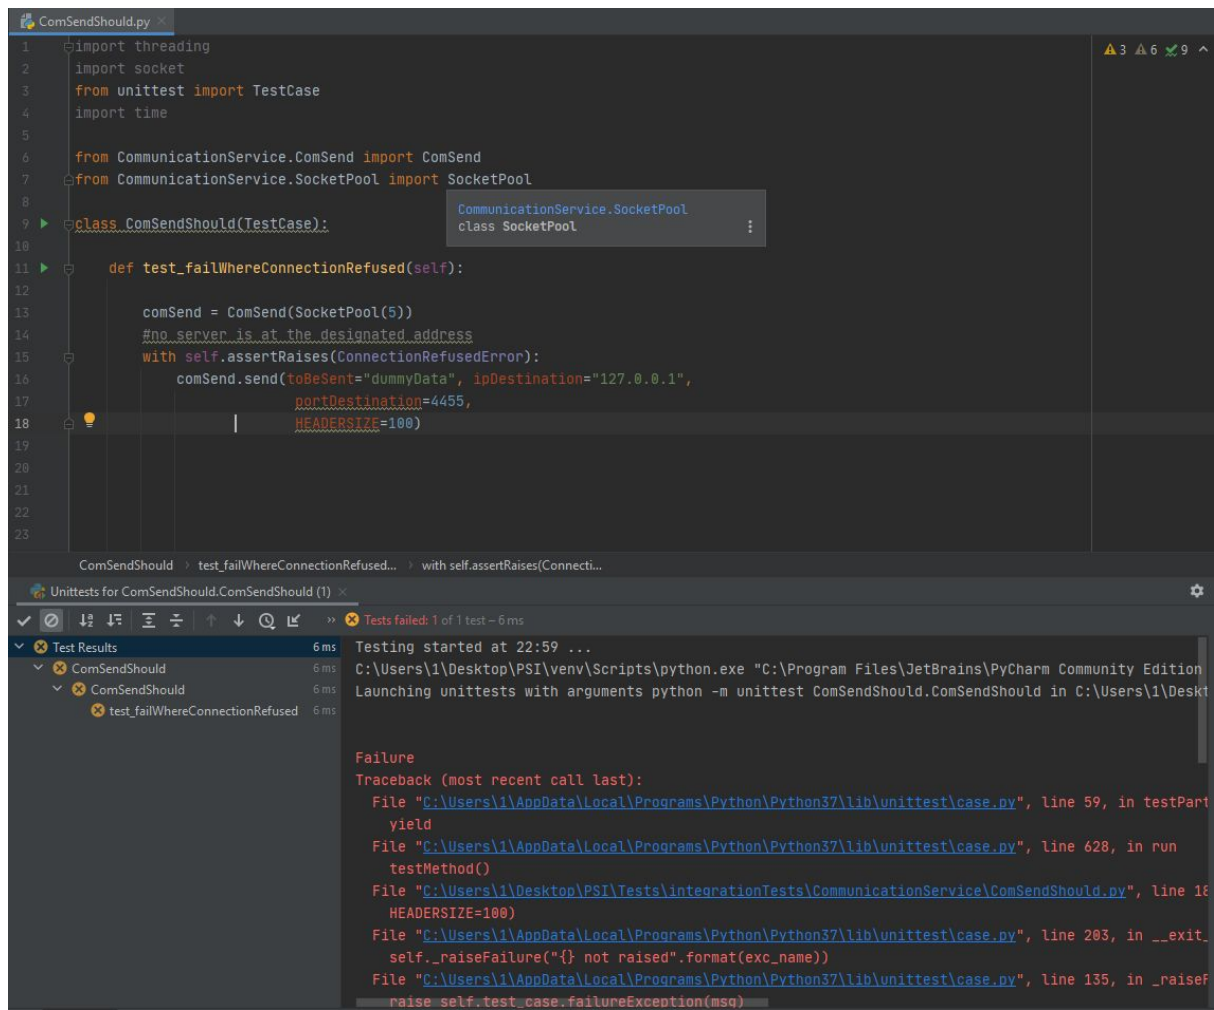 ComSendShould.py
3 6 9
1 import threading
2 import socket
3 from unittest import TestCase
4 import time
5
6 from CommunicationService.ComSend import ComSend
7 from CommunicationService.SocketPool import SocketPool
8
CommunicationService.SocketPool
9 class ComSendShould(TestCase):
class SocketPool
10
11 def test_failWhereConnectionRefused(self):
12
13 comSend = ComSend(SocketPool(5))
14 #no server is at the designated address
15 with self.assertRaises(ConnectionRefusedError):
16 comSend.send(toBeSent="dummyData", ipDestination="127.0.0.1",
17 portDestination=4455,
18 HEADERSIZE=100)
19
20
21
22
23
ComSendShould › test_failWhereConnectionRefused... › with self.assertRaises(Connecti...
Unittests for ComSendShould.ComSendShould (1)
» Tests failed: 1 of 1 test – 6 ms
Test Results 6 ms
ComSendShould 6 ms
ComSendShould 6 ms
test_failWhereConnectionRefused 6 ms
Testing started at 22:59 ...
C:\Users\1\Desktop\PSI\venv\Scripts\python.exe "C:\Program Files\JetBrains\PyCharm Community Edition
Launching unittests with arguments python -m unittest ComSendShould.ComSendShould in C:\Users\1\Deskt
Failure
Traceback (most recent call last):
File "C:\Users\1\AppData\Local\Programs\Python\Python37\lib\unittest\case.py", line 59, in testPart
yield
File "C:\Users\1\AppData\Local\Programs\Python\Python37\lib\unittest\case.py", line 628, in run
testMethod()
File "C:\Users\1\Desktop\PSI\Tests\integrationTests\CommunicationService\ComSendShould.py", line 18
HEADERSIZE=100)
File "C:\Users\1\AppData\Local\Programs\Python\Python37\lib\unittest\case.py", line 203, in __exit_
self._raiseFailure("{} not raised".format(exc_name))
File "C:\Users\1\AppData\Local\Programs\Python\Python37\lib\unittest\case.py", line 135, in _raiseF
raise self.test_case.failureException(msg)